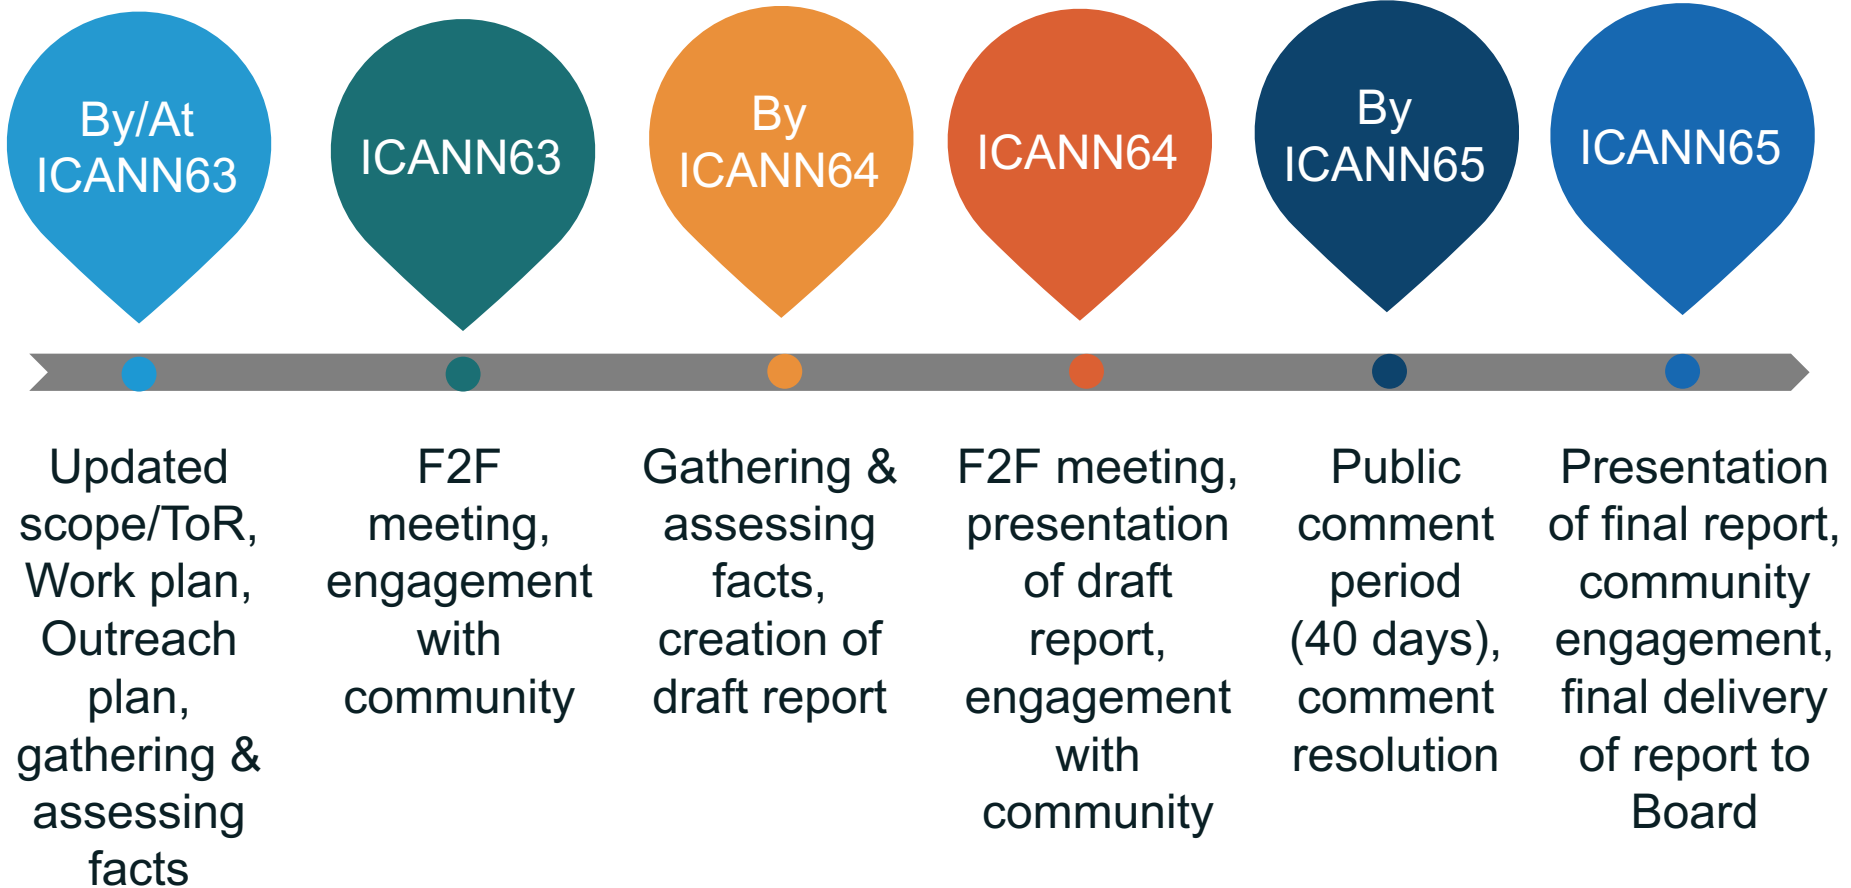 By/At
ICANN63
ICANN63
By
ICANN64
ICANN64
By
ICANN65
ICANN65
Updated
scope/ToR,
Work plan,
Outreach
plan,
gathering &
assessing
facts
F2F
meeting,
engagement
with
community
Gathering &
assessing
facts,
creation of
draft report
F2F meeting,
presentation
of draft
report,
engagement
with
community
Public
comment
period
(40 days),
comment
resolution
Presentation
of final report,
community
engagement,
final delivery
of report to
Board